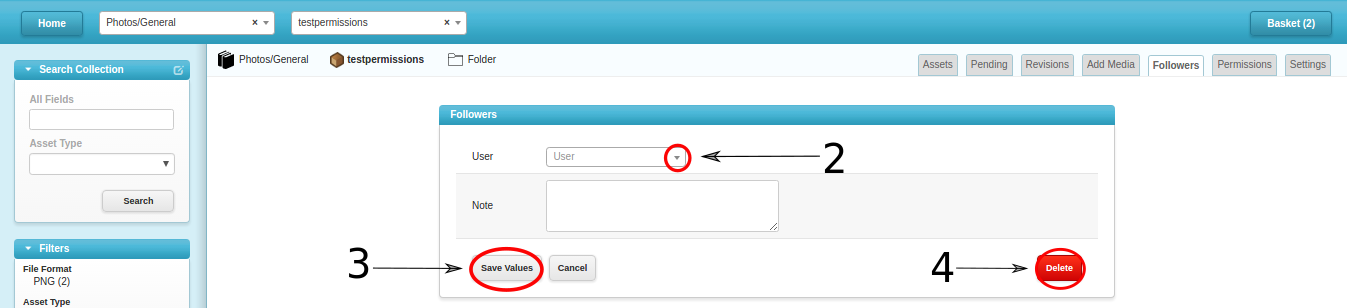 Home
Photos/General ×
testpermissions ×
Basket (2)
Search Collection
All Fields
Asset Type
Search
Filters
File Format
PNG (2)
Asset Type
Photos/General testpermissions Folder
Assets Pending Revisions Add Media Followers Permissions Settings
Followers
User User 2
Note
3 Save Values Cancel 4 Delete